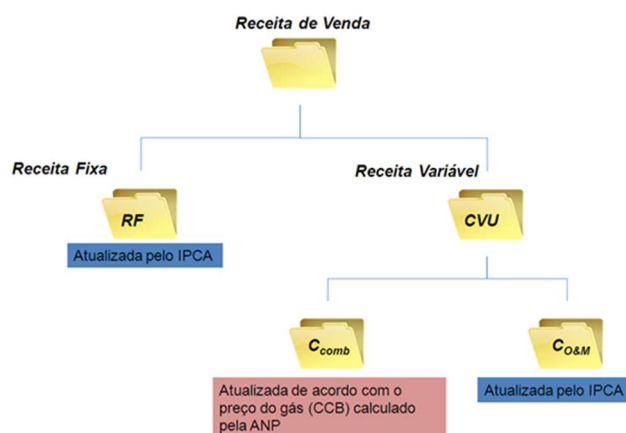 Receita de Venda
Receita Fixa
Receita Variável
RF
CVU
Atualizada pelo IPCA
Ccomb
CO&M
Atualizada de acordo com o
preço do gás (CCB) calculado
pela ANP
Atualizada pelo IPCA